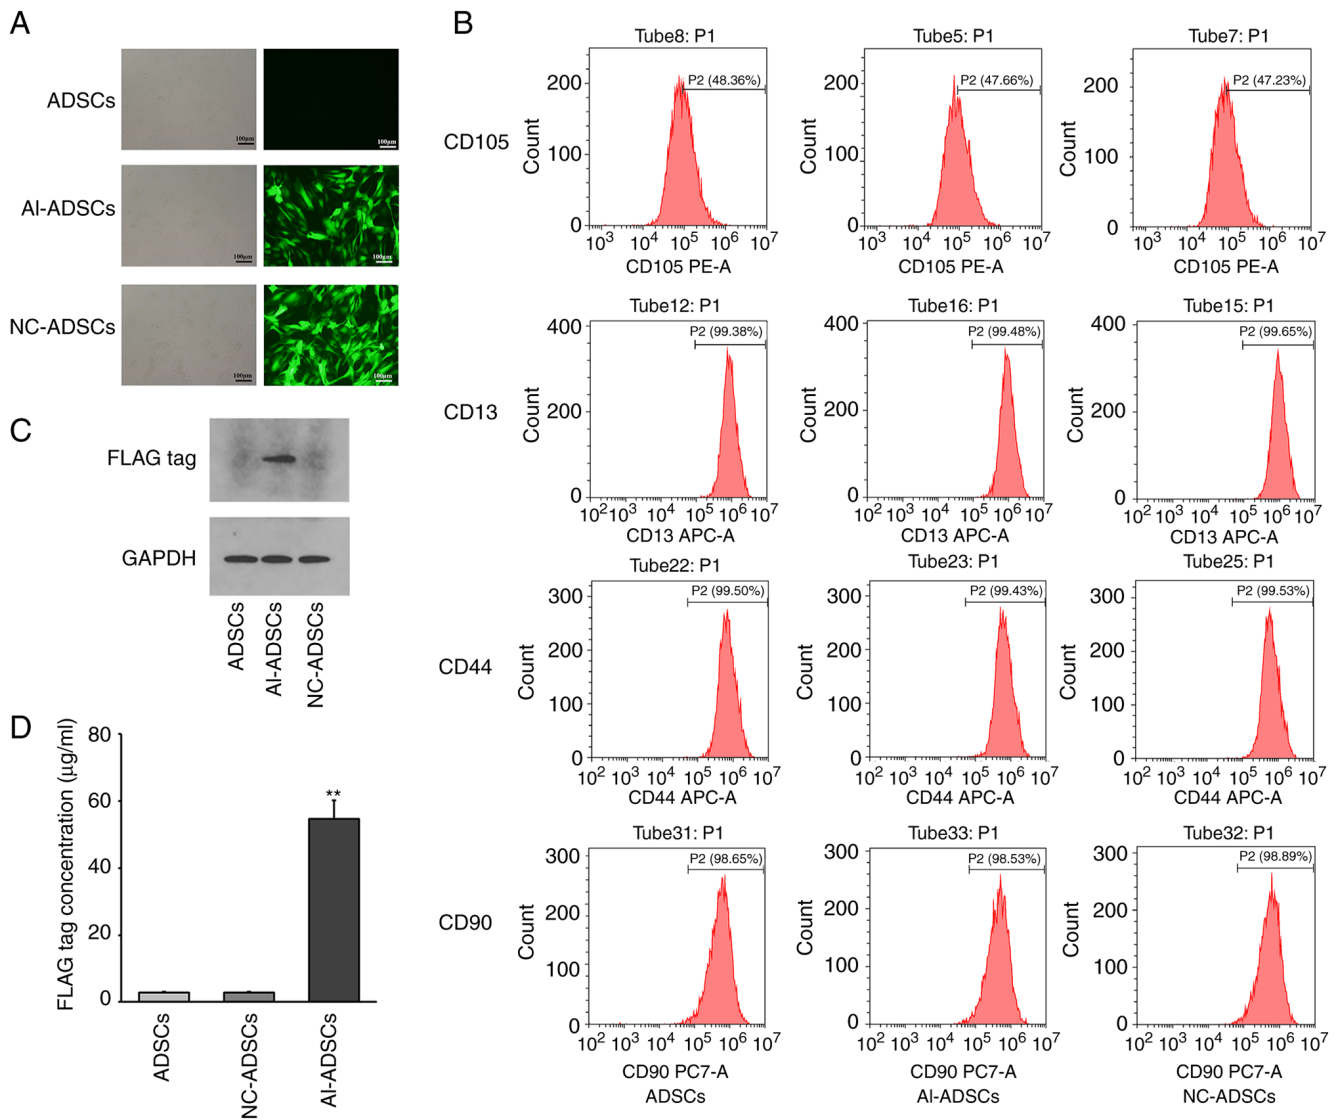 A
ADSCs
100μm
100μm
AI-ADSCs
100μm
100μm
NC-ADSCs
100μm
100μm
B
CD105
Tube8: P1
P2 (48.36%)
Count
200
100
0
10³ 10⁴ 10⁵ 10⁶ 10⁷
CD105 PE-A
Tube5: P1
P2 (47.66%)
Count
200
100
0
10³ 10⁴ 10⁵ 10⁶ 10⁷
CD105 PE-A
Tube7: P1
P2 (47.23%)
Count
200
100
0
10³ 10⁴ 10⁵ 10⁶ 10⁷
CD105 PE-A
CD13
Tube12: P1
P2 (99.38%)
Count
400
200
0
10² 10³ 10⁴ 10⁵ 10⁶ 10⁷
CD13 APC-A
Tube16: P1
P2 (99.48%)
Count
400
200
0
10² 10³ 10⁴ 10⁵ 10⁶ 10⁷
CD13 APC-A
Tube15: P1
P2 (99.65%)
Count
400
200
0
10² 10³ 10⁴ 10⁵ 10⁶ 10⁷
CD13 APC-A
CD44
Tube22: P1
P2 (99.50%)
Count
300
200
100
0
10² 10³ 10⁴ 10⁵ 10⁶ 10⁷
CD44 APC-A
Tube23: P1
P2 (99.43%)
Count
300
200
100
0
10² 10³ 10⁴ 10⁵ 10⁶ 10⁷
CD44 APC-A
Tube25: P1
P2 (99.53%)
Count
300
200
100
0
10² 10³ 10⁴ 10⁵ 10⁶ 10⁷
CD44 APC-A
CD90
Tube31: P1
P2 (98.65%)
Count
300
200
100
0
10² 10³ 10⁴ 10⁵ 10⁶ 10⁷
CD90 PC7-A
ADSCs
Tube33: P1
P2 (98.53%)
Count
300
200
100
0
10² 10³ 10⁴ 10⁵ 10⁶ 10⁷
CD90 PC7-A
AI-ADSCs
Tube32: P1
P2 (98.89%)
Count
300
200
100
0
10² 10³ 10⁴ 10⁵ 10⁶ 10⁷
CD90 PC7-A
NC-ADSCs
C
FLAG tag
GAPDH
ADSCs
AI-ADSCs
NC-ADSCs
D
FLAG tag concentration (μg/ml)
80
60
40
20
0
**
ADSCs
NC-ADSCs
AI-ADSCs